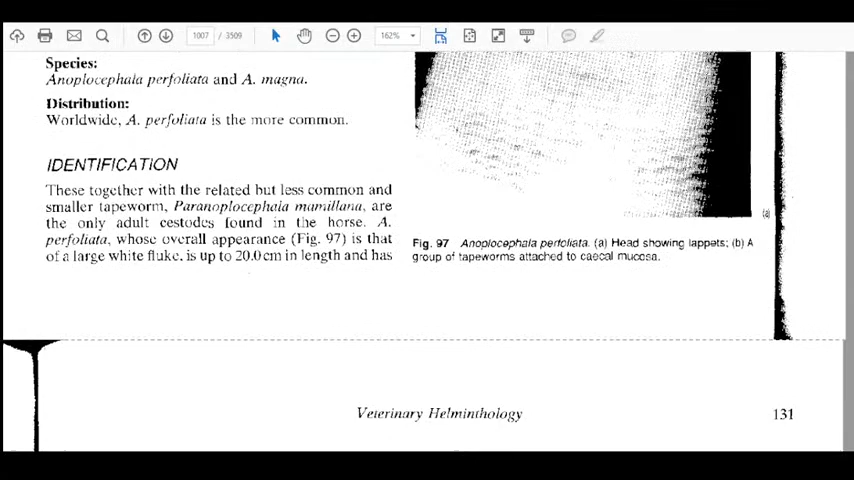 1007 / 3509
162%
Species:
Anoplocephala perfoliata and A. magna.
Distribution:
Worldwide, A. perfoliata is the more common.
IDENTIFICATION
These together with the related but less common and
smaller tapeworm, Paranoplocephala mamillana, are
the only adult cestodes found in the horse. A.
perfoliata, whose overall appearance (Fig. 97) is that
of a large white fluke, is up to 20.0 cm in length and has
(a)
Fig. 97 Anoplocephala perfoliata. (a) Head showing lappets; (b) A
group of tapeworms attached to caecal mucosa.
Veterinary Helminthology
131